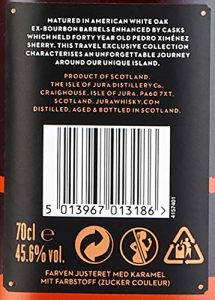 MATURED IN AMERICAN WHITE OAK
EX-BOURBON BARRELS ENHANCED BY CASKS
WHICH HELD FORTY YEAR OLD PEDRO XIMÉNEZ
SHERRY. THIS TRAVEL EXCLUSIVE COLLECTION
CHARACTERISES AN UNFORGETTABLE JOURNEY
AROUND OUR UNIQUE ISLAND.
PRODUCT OF SCOTLAND.
THE ISLE OF JURA DISTILLERY Co.,
CRAIGHOUSE, ISLE OF JURA, PA60 7XT,
SCOTLAND. JURAWHISKY.COM
DISTILLED, AGED & BOTTLED IN SCOTLAND.
5 013967 013186 >
4157401
70cl
45.6%vol.
FARVEN JUSTERET MED KARAMEL
MIT FARBSTOFF (ZUCKER COULEUR)